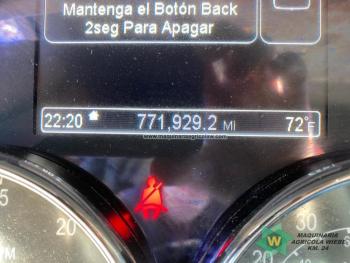 Mantenga el Botón Back
2seg Para Apagar
22:20 771,929.2 Mi 72°F
5
20
30
20
W
MAQUINARIA
AGRICOLA WIEBE
KM. 24